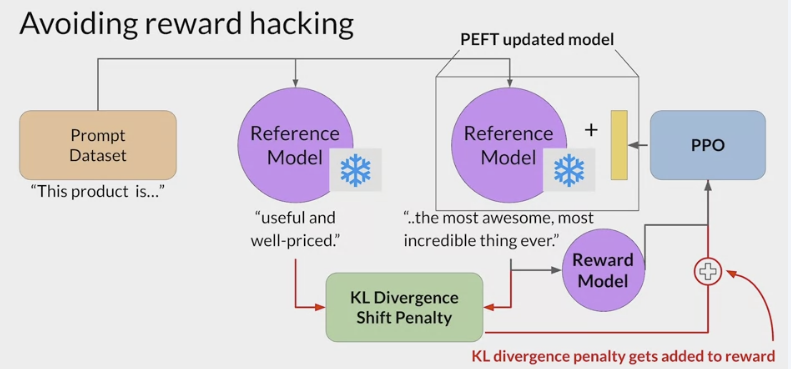 Avoiding reward hacking
PEFT updated model
Prompt
Dataset
Reference
Model
Reference
Model
+
PPO
“This product is...”
“useful and
well-priced.”
“..the most awesome, most
incredible thing ever.”
Reward
Model
KL Divergence
Shift Penalty
KL divergence penalty gets added to reward